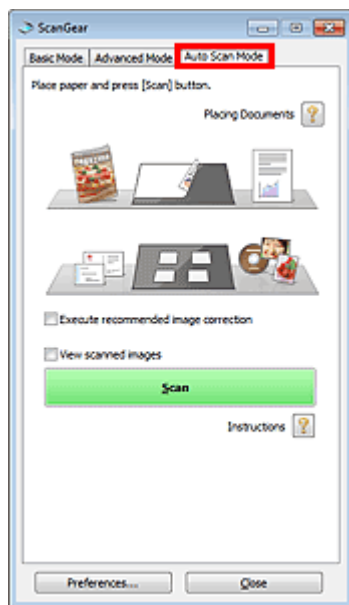 ScanGear
Basic Mode Advanced Mode Auto Scan Mode
Place paper and press [Scan] button.
Placing Documents
magazine
Execute recommended image correction
View scanned images
Scan
Instructions
Preferences... Close